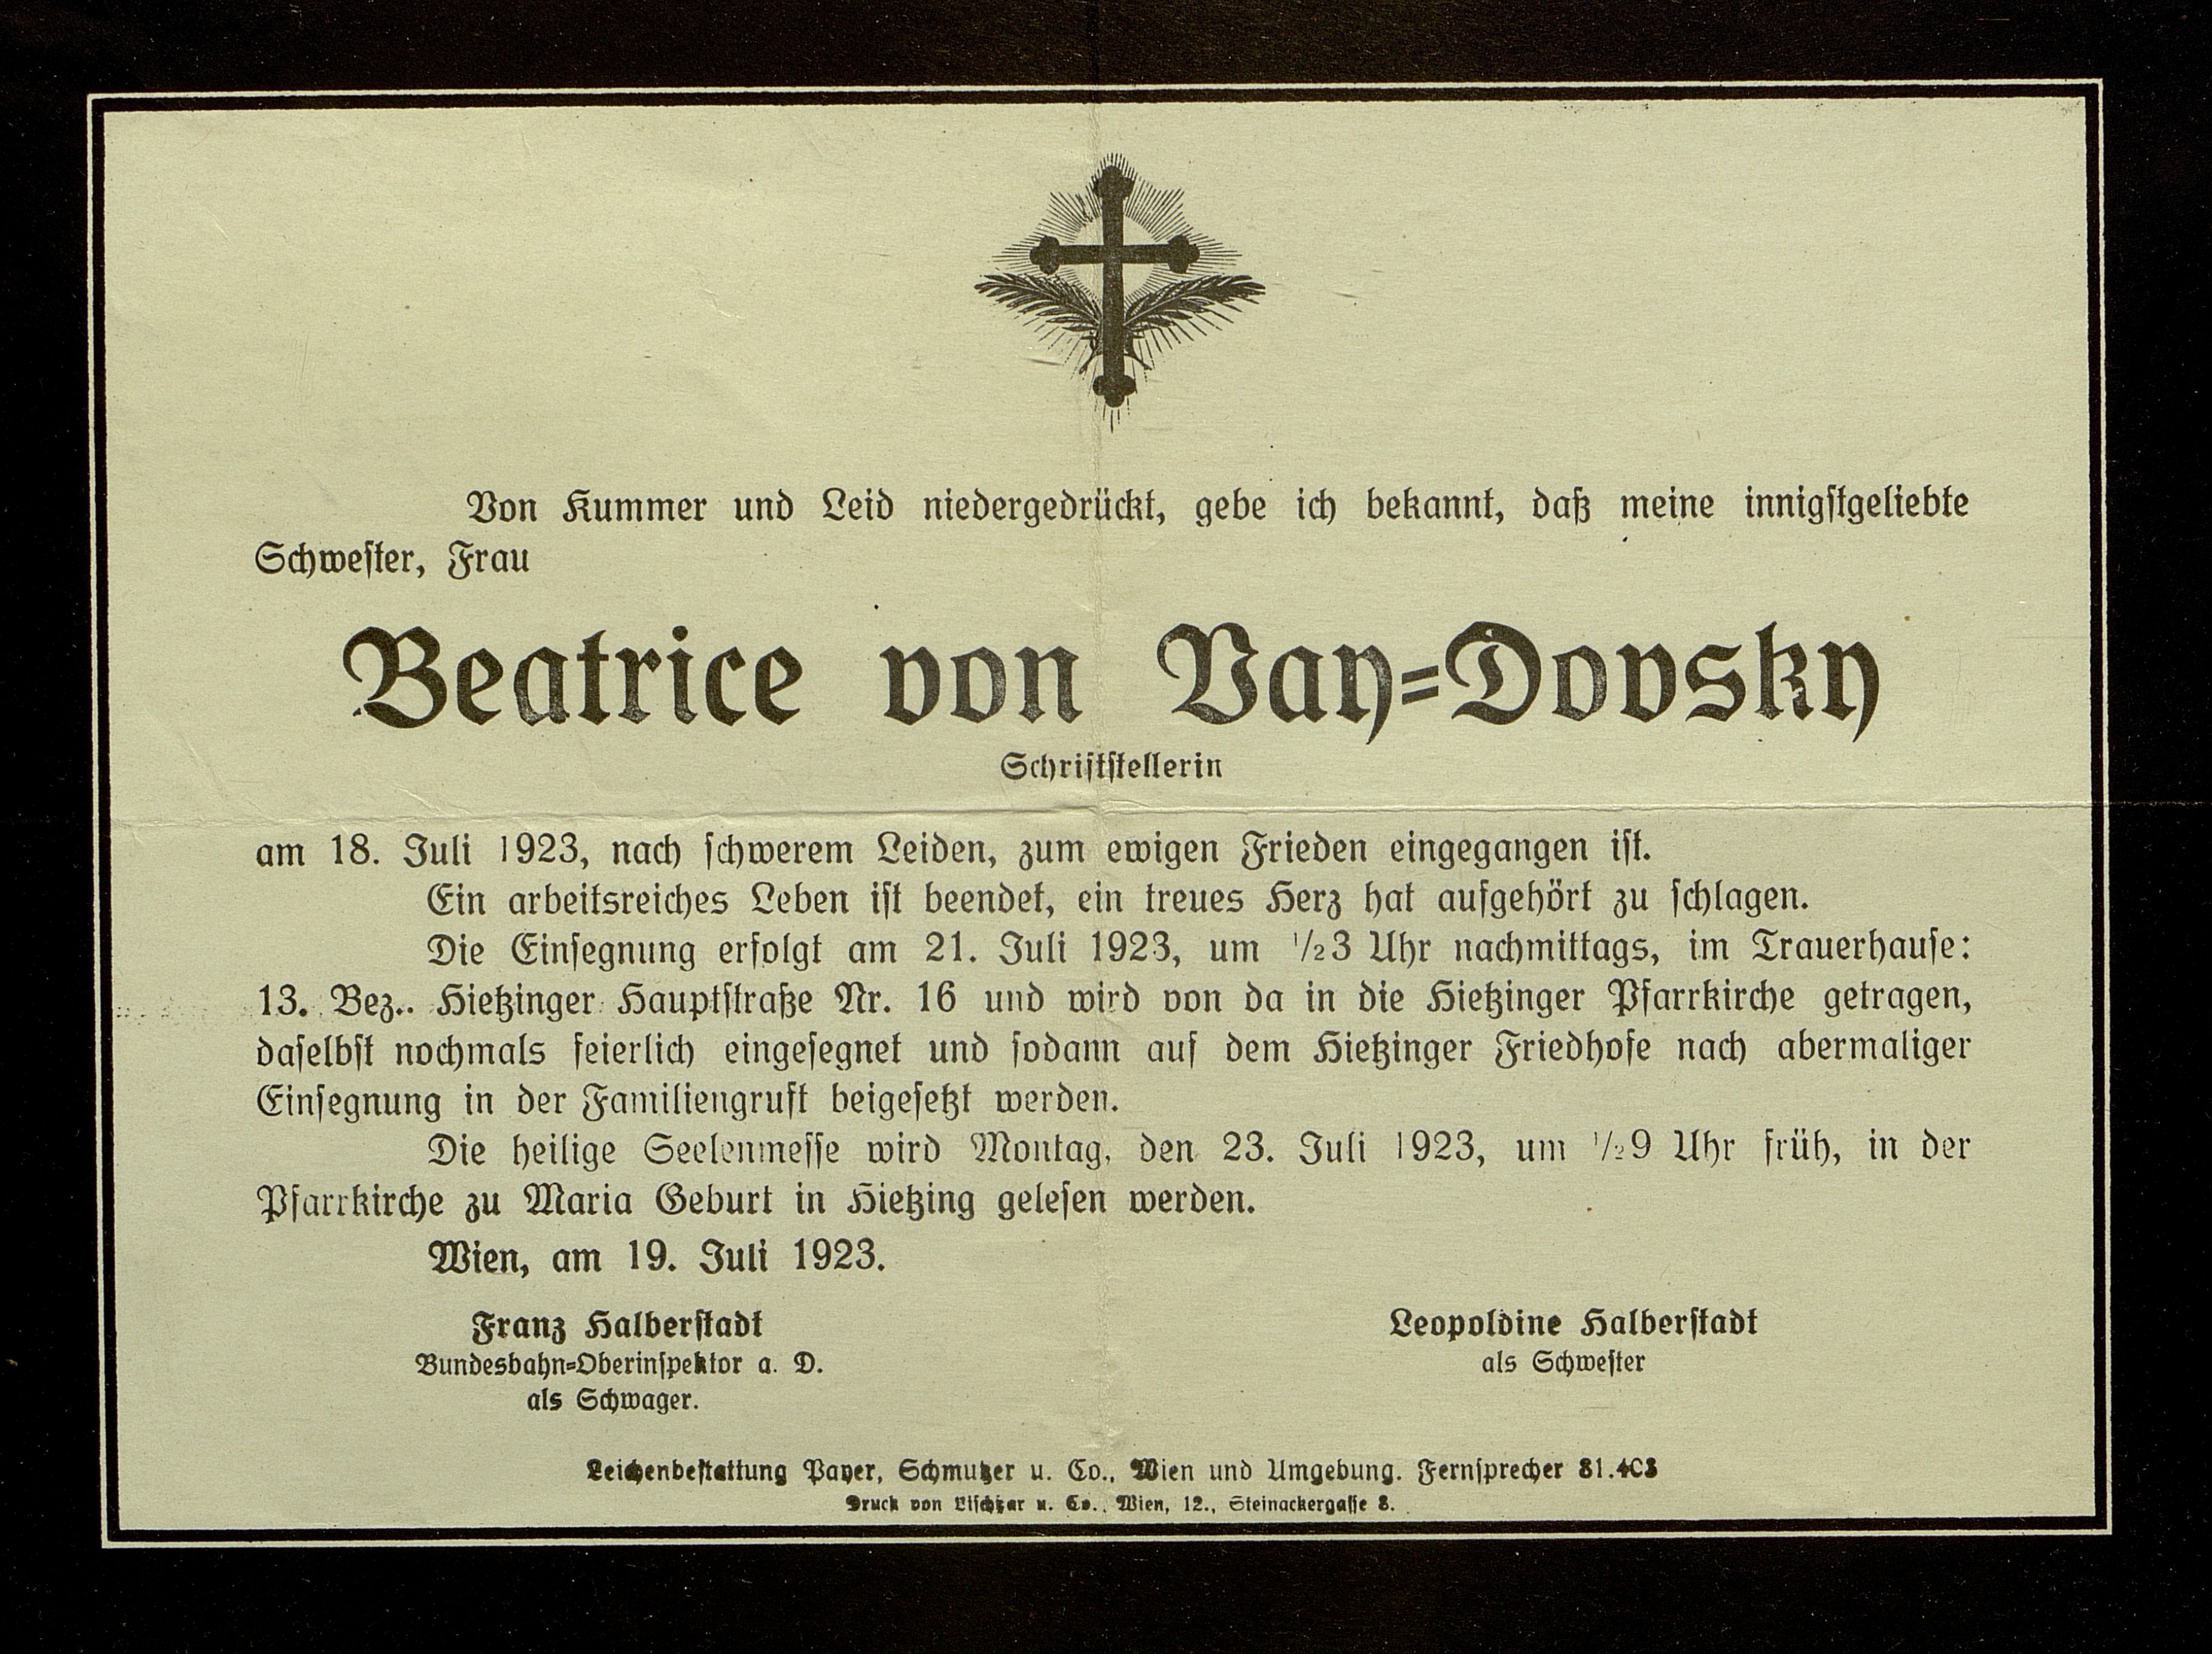 Von Kummer und Leid niedergedrückt, gebe ich bekannt, daß meine innigstgeliebte
Schwester, Frau
Beatrice von Vay=Dovsky
Schriftstellerin
am 18. Juli 1923, nach schwerem Leiden, zum ewigen Frieden eingegangen ist.
Ein arbeitsreiches Leben ist beendet, ein treues Herz hat aufgehört zu schlagen.
Die Einsegnung erfolgt am 21. Juli 1923, um ½3 Uhr nachmittags, im Trauerhause:
13. Bez.. Hietzinger Hauptstraße Nr. 16 und wird von da in die Hietzinger Pfarrkirche getragen,
daselbst nochmals feierlich eingesegnet und sodann auf dem Hietzinger Friedhofe nach abermaliger
Einsegnung in der Familiengruft beigesetzt werden.
Die heilige Seelenmesse wird Montag, den 23. Juli 1923, um ½9 Uhr früh, in der
Pfarrkirche zu Maria Geburt in Hietzing gelesen werden.
Wien, am 19. Juli 1923.
Franz Halberstadt
Bundesbahn=Oberinspektor a. D.
als Schwager.
Leopoldine Halberstadt
als Schwester
Leichenbestattung Payer, Schmutzer u. Co., Wien und Umgebung. Fernsprecher
Druck von u. Co., Wien, 12., Steinackergasse 8.